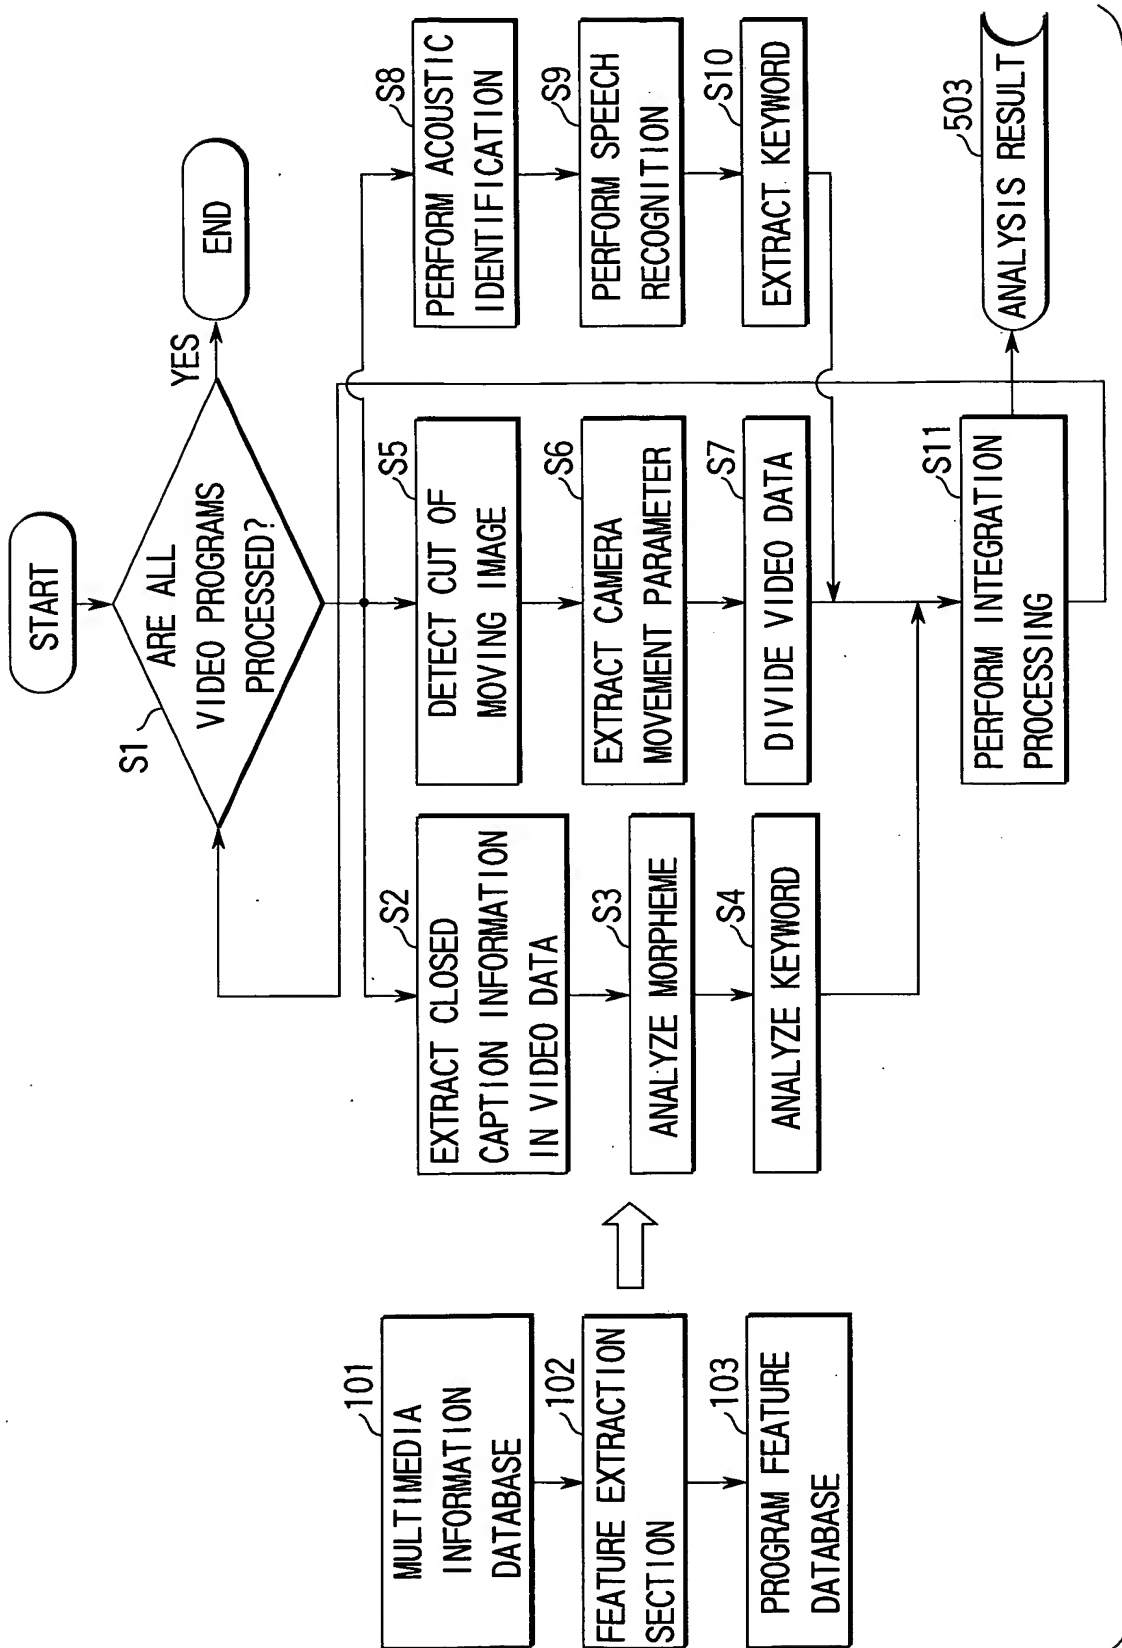 START
S1
ARE ALL
VIDEO PROGRAMS
PROCESSED?
YES
END
101
MULTIMEDIA
INFORMATION
DATABASE
102
FEATURE EXTRACTION
SECTION
103
PROGRAM FEATURE
DATABASE
S2
EXTRACT CLOSED
CAPTION INFORMATION
IN VIDEO DATA
S3
ANALYZE MORPHEME
S4
ANALYZE KEYWORD
S5
DETECT CUT OF
MOVING IMAGE
S6
EXTRACT CAMERA
MOVEMENT PARAMETER
S7
DIVIDE VIDEO DATA
S8
PERFORM ACOUSTIC
IDENTIFICATION
S9
PERFORM SPEECH
RECOGNITION
S10
EXTRACT KEYWORD
S11
PERFORM INTEGRATION
PROCESSING
503
ANALYSIS RESULT